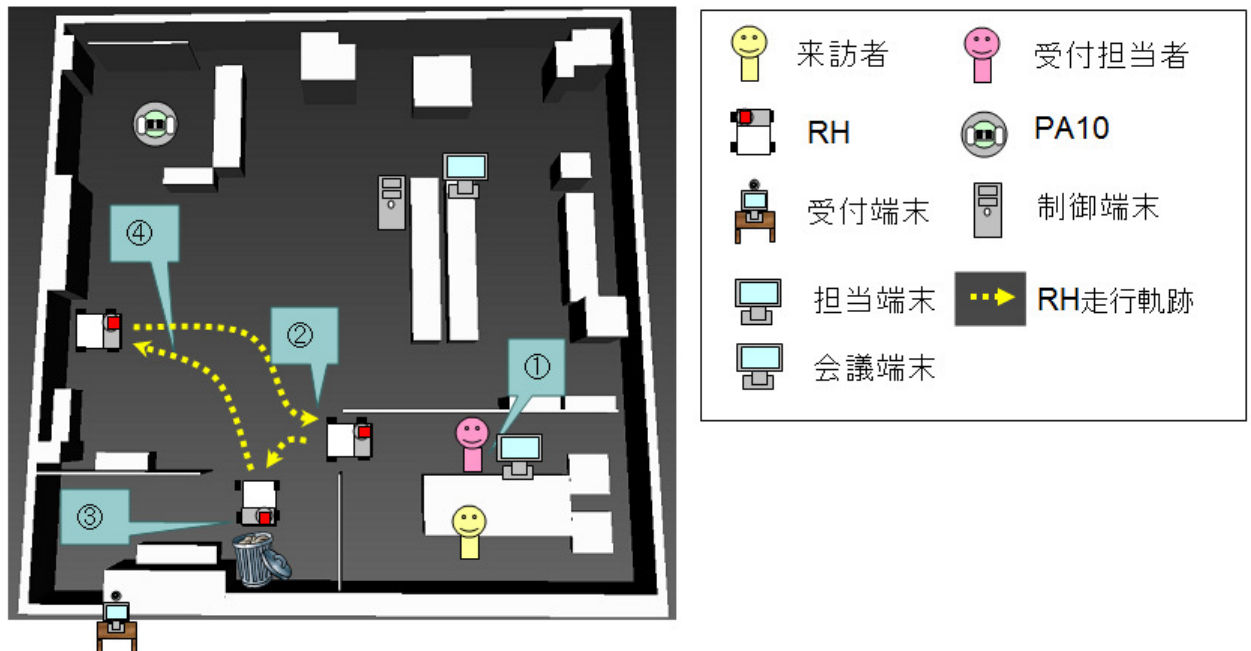 ④
②
①
③
来訪者
受付担当者
RH
PA10
受付端末
制御端末
担当端末
RH走行軌跡
会議端末